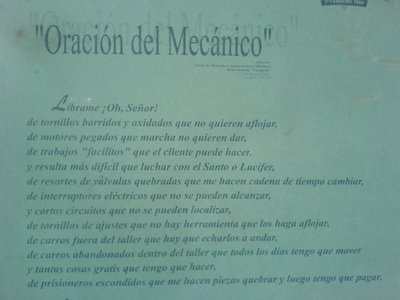 "Oración del Mecánico"
Líbrame ¡Oh, Señor!
de tornillos barridos y oxidados que no quieren aflojar,
de motores pegados que marcha no quieren dar,
de trabajos "facilitos" que el cliente puede hacer,
y resulta más difícil que luchar con el Santo o Lucifer,
de resortes de válvulas quebradas que me hacen cadena de tiempo cambiar,
de interruptores eléctricos que no se pueden alcanzar,
y cortos circuitos que no se pueden localizar,
de tornillos de ajustes que no hay herramienta que los haga aflojar,
de carros fuera del taller que hay que echarlos a andar,
de carros abandonados dentro del taller que todos los días tengo que mover
y tantas cosas gratis que tengo que hacer,
de prisioneros escondidos que me hacen piezas quebrar y luego tengo que pagar.